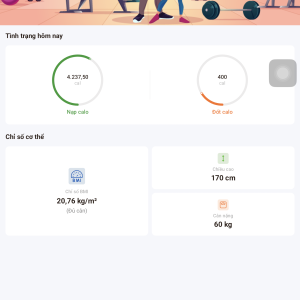 Tình trạng hôm nay
4.237,50
cal
400
cal
Nạp calo
Đốt calo
Chỉ số cơ thể
BMI
Chỉ số BMI
20,76 kg/m²
(Đủ cân)
Chiều cao
170 cm
Cân nặng
60 kg